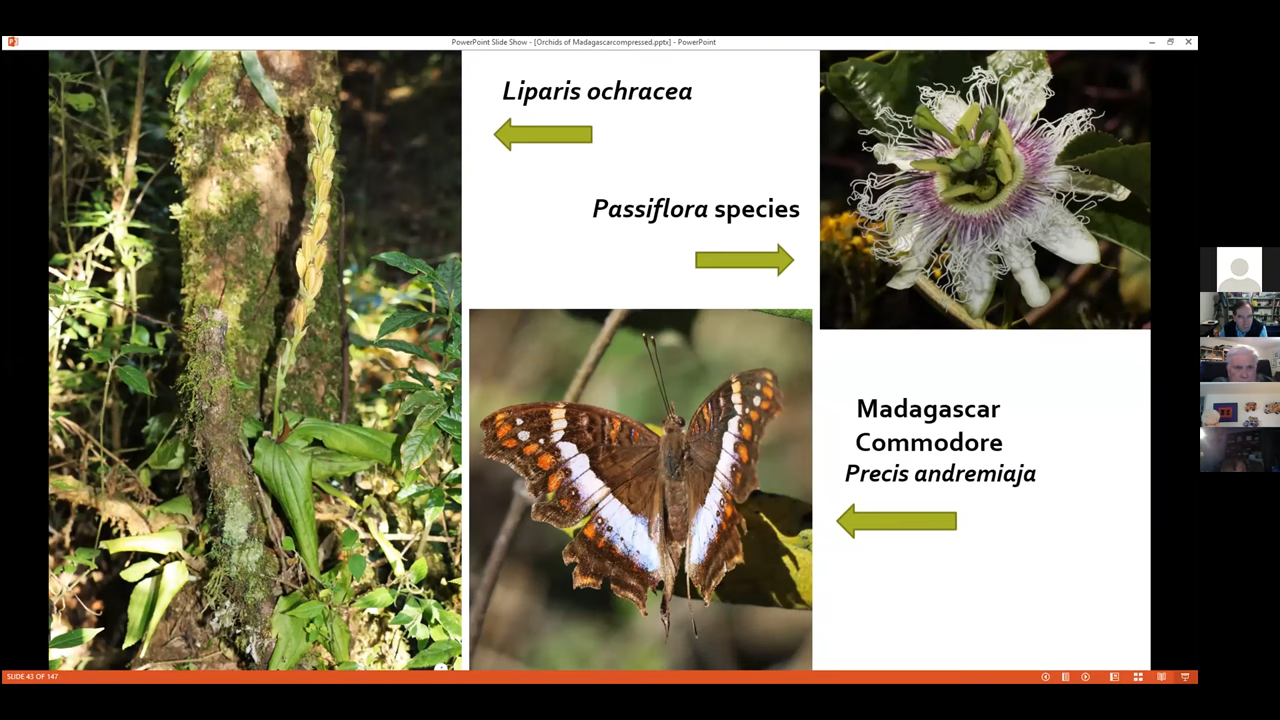 PowerPoint Slide Show - [Orchids of Madagascarcompressed.pptx] - PowerPoint
Liparis ochracea
Passiflora species
Madagascar
Commodore
Precis andremiaja
SLIDE 43 OF 147